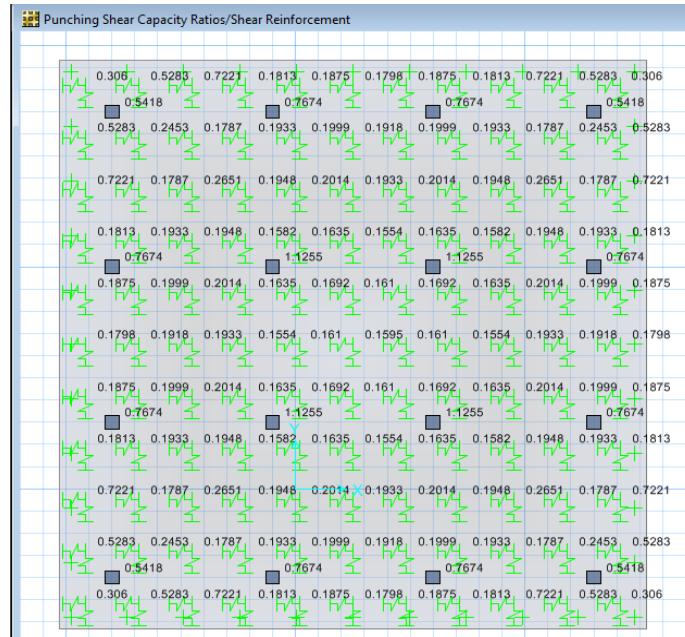 Punching Shear Capacity Ratios/Shear Reinforcement
0.306 0.5283 0.7221 0.1813 0.1875 0.1798 0.1875 0.1813 0.7221 0.5283 0.306
0.5418 0.7674 0.7674 0.5418
0.5283 0.2453 0.1787 0.1933 0.1999 0.1918 0.1999 0.1933 0.1787 0.2453 0.5283
0.7221 0.1787 0.2651 0.1948 0.2014 0.1933 0.2014 0.1948 0.2651 0.1787 0.7221
0.1813 0.1933 0.1948 0.1582 0.1635 0.1554 0.1635 0.1582 0.1948 0.1933 0.1813
0.7674 1.1255 1.1255 0.7674
0.1875 0.1999 0.2014 0.1635 0.1692 0.161 0.1692 0.1635 0.2014 0.1999 0.1875
0.1798 0.1918 0.1933 0.1554 0.161 0.1595 0.161 0.1554 0.1933 0.1918 0.1798
0.1875 0.1999 0.2014 0.1635 0.1692 0.161 0.1692 0.1635 0.2014 0.1999 0.1875
0.7674 1.1255 1.1255 0.7674
Y
0.1813 0.1933 0.1948 0.1582 0.1635 0.1554 0.1635 0.1582 0.1948 0.1933 0.1813
0.7221 0.1787 0.2651 0.1948 0.2014 X 0.1933 0.2014 0.1948 0.2651 0.1787 0.7221
0.5283 0.2453 0.1787 0.1933 0.1999 0.1918 0.1999 0.1933 0.1787 0.2453 0.5283
0.5418 0.7674 0.7674 0.5418
0.306 0.5283 0.7221 0.1813 0.1875 0.1798 0.1875 0.1813 0.7221 0.5283 0.306